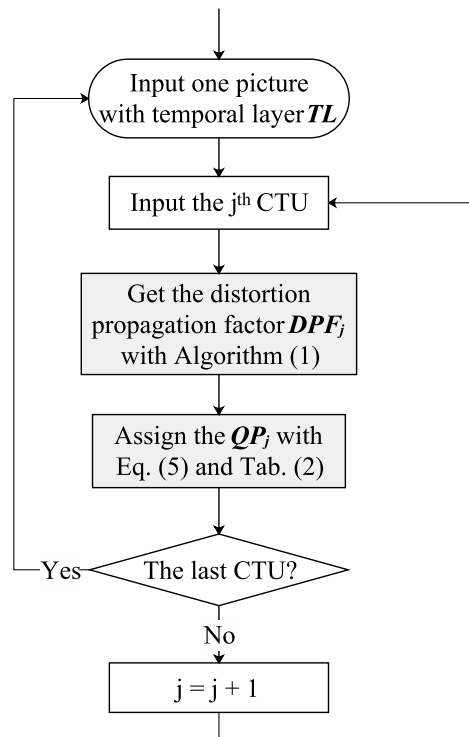 Input one picture
with temporal layer TL
Input the jᵗʰ CTU
Get the distortion
propagation factor DPFⱼ
with Algorithm (1)
Assign the QPⱼ with
Eq. (5) and Tab. (2)
Yes
The last CTU?
No
j = j + 1